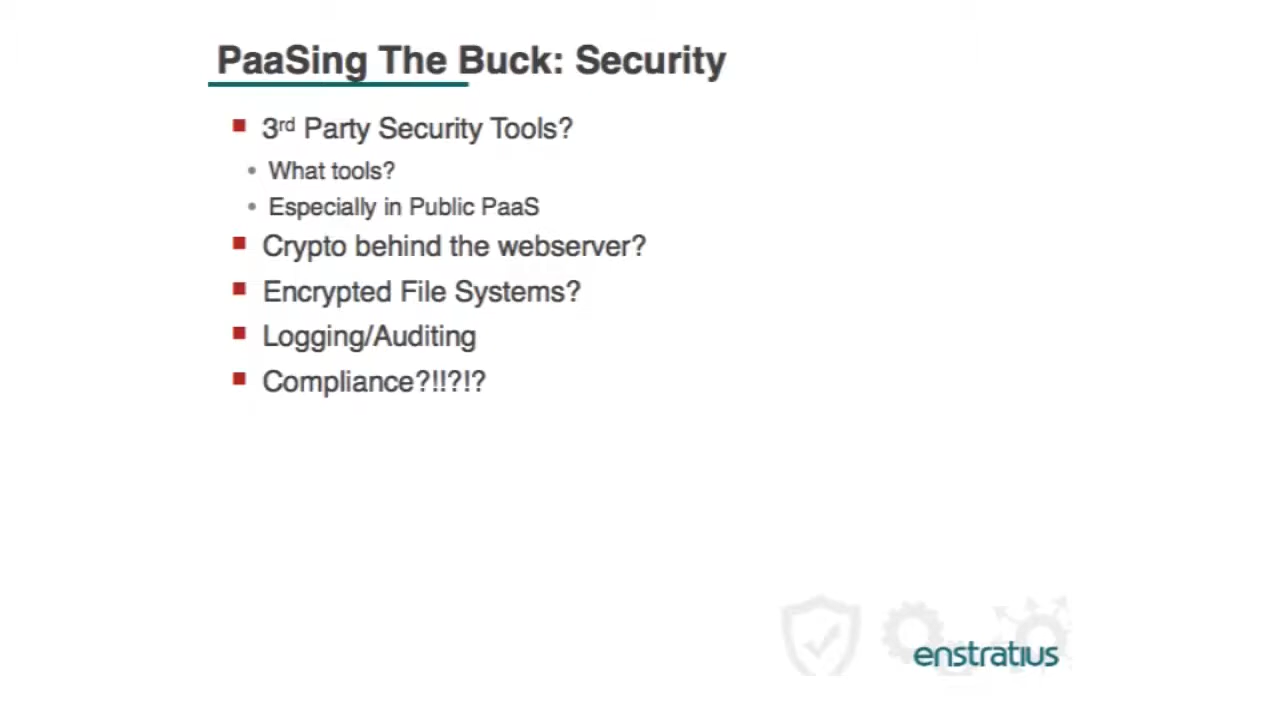 PaaSing The Buck: Security
3rd Party Security Tools?
What tools?
Especially in Public PaaS
Crypto behind the webserver?
Encrypted File Systems?
Logging/Auditing
Compliance?!!?!?
enstratius